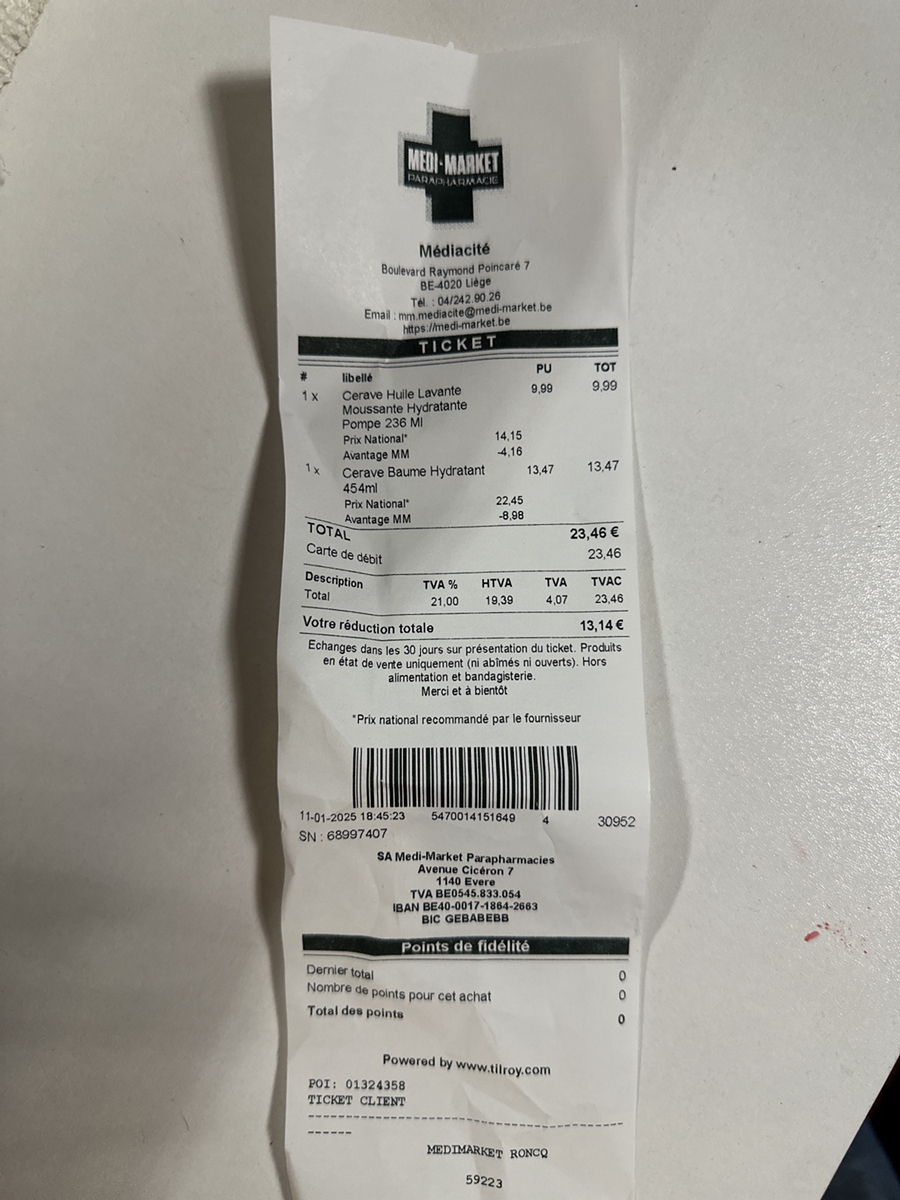 MEDI-MARKET
PARAPHARMACIE
Médiacité
Boulevard Raymond Poincaré 7
BE-4020 Liège
Tél. : 04/242.90.26
Email : mm.mediacite@medi-market.be
https://medi-market.be
TICKET
# libellé PU TOT
1 x Cerave Huile Lavante 9,99 9,99
Moussante Hydratante
Pompe 236 Ml
Prix National* 14,15
Avantage MM -4,16
1 x Cerave Baume Hydratant 13,47 13,47
454ml
Prix National* 22,45
Avantage MM -8,98
TOTAL 23,46 €
Carte de débit 23,46
Description TVA % HTVA TVA TVAC
Total 21,00 19,39 4,07 23,46
Votre réduction totale 13,14 €
Echanges dans les 30 jours sur présentation du ticket. Produits
en état de vente uniquement (ni abîmés ni ouverts). Hors
alimentation et bandagisterie.
Merci et à bientôt
*Prix national recommandé par le fournisseur
11-01-2025 18:45:23 5470014151649 4 30952
SN : 68997407
SA Medi-Market Parapharmacies
Avenue Cicéron 7
1140 Evere
TVA BE0545.833.054
IBAN BE40-0017-1864-2663
BIC GEBABEBB
Points de fidélité
Dernier total 0
Nombre de points pour cet achat 0
Total des points 0
Powered by www.tilroy.com
POI: 01324358
TICKET CLIENT
--------------------------------------------
------
MEDIMARKET RONCQ
59223